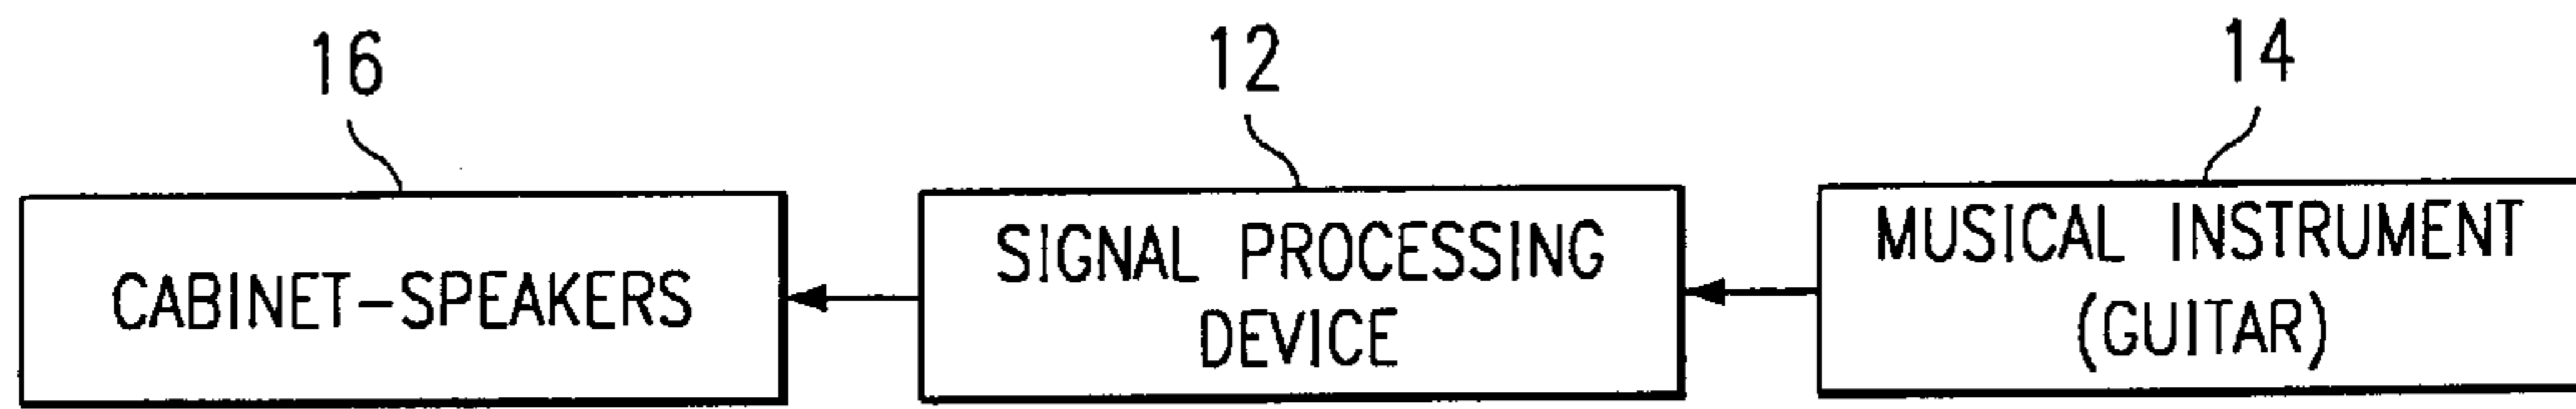 16
12
14
CABINET-SPEAKERS
SIGNAL PROCESSING
DEVICE
MUSICAL INSTRUMENT
(GUITAR)